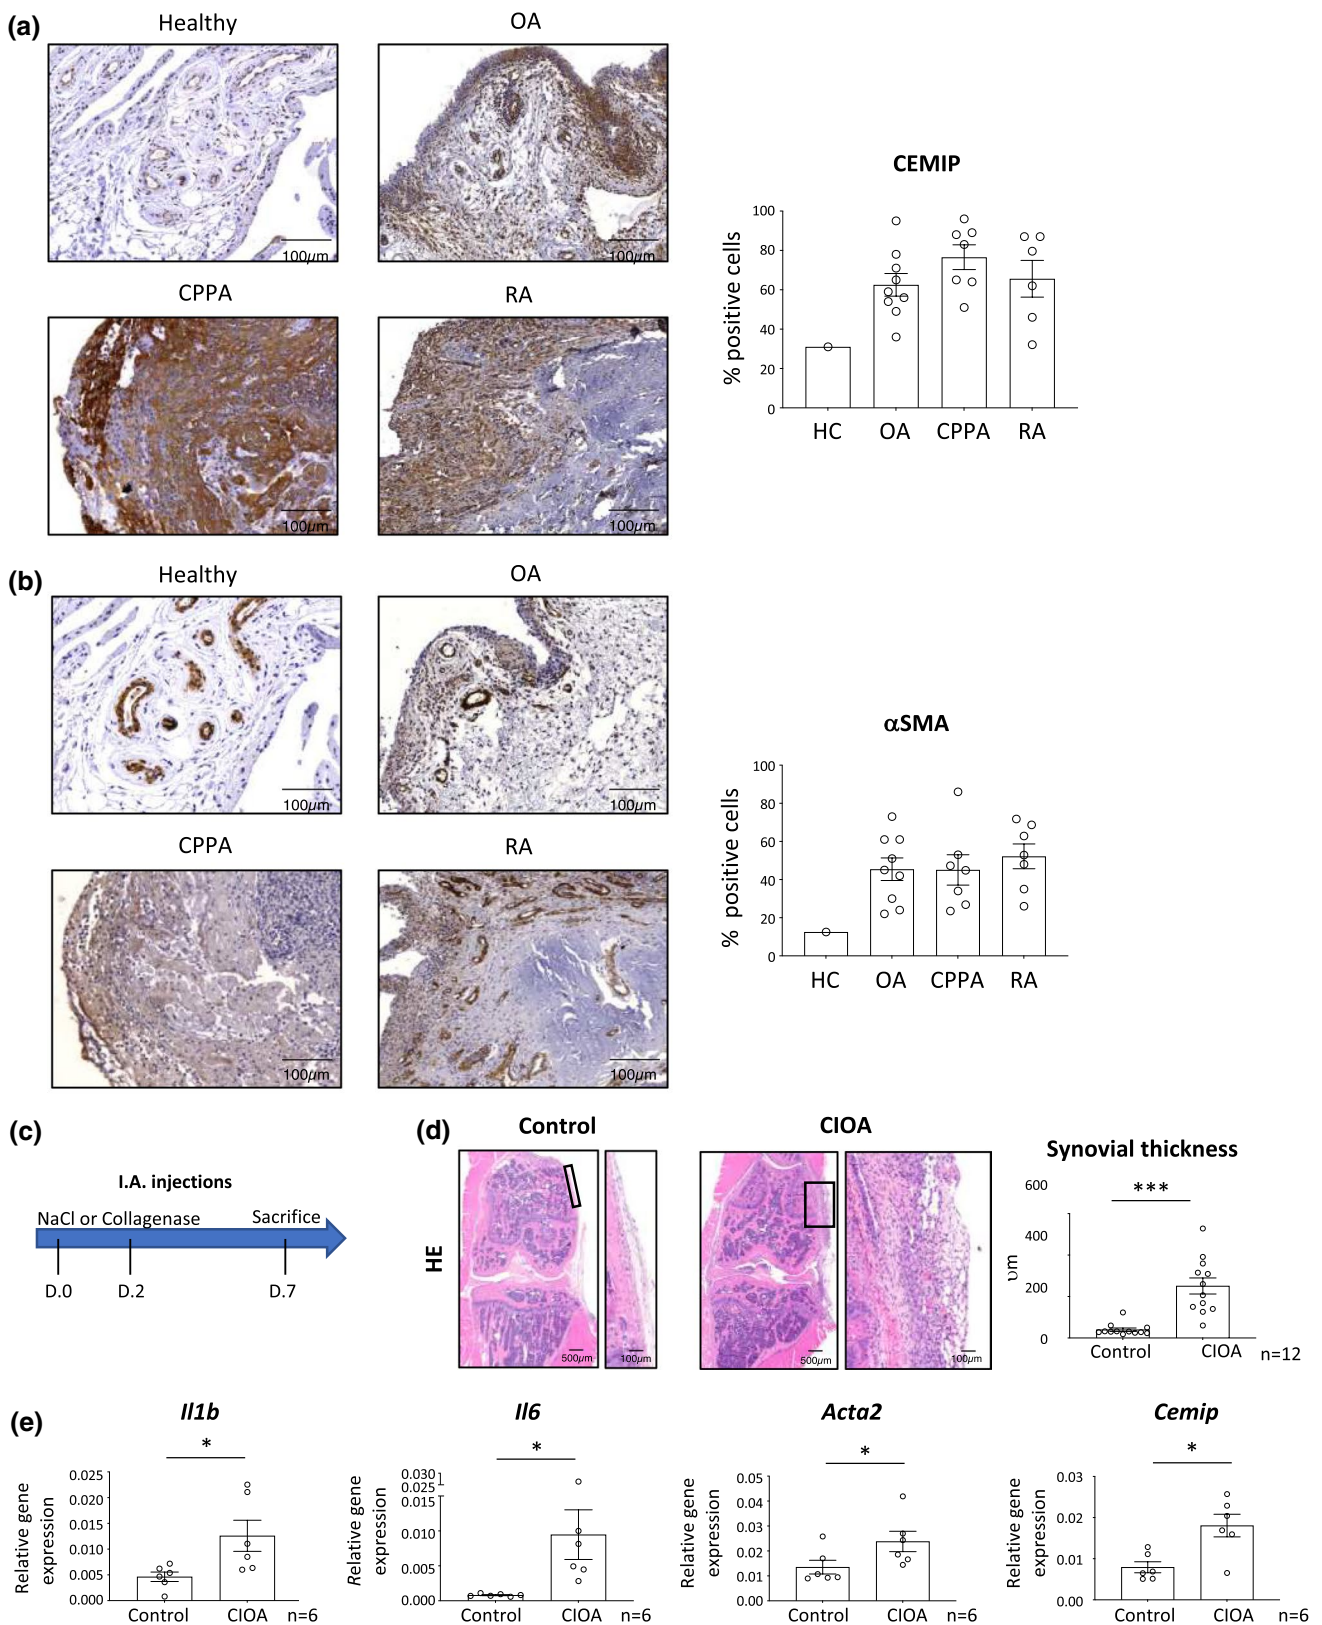 (a)
Healthy
OA
100µm
100µm
CPPA
RA
100µm
100µm
CEMIP
% positive cells
100
80
60
40
20
0
HC OA CPPA RA
(b)
Healthy
OA
100µm
100µm
CPPA
RA
100µm
100µm
αSMA
% positive cells
100
80
60
40
20
0
HC OA CPPA RA
(c)
I.A. injections
NaCl or Collagenase Sacrifice
D.0 D.2 D.7
(d)
Control
CIOA
HE
500µm
100µm
500µm
100µm
Synovial thickness
***
600
400
200
0
υm
Control CIOA n=12
(e)
Il1b
*
Relative gene
expression
0.025
0.020
0.015
0.010
0.005
0.000
Control CIOA n=6
Il6
*
Relative gene
expression
0.030
0.025
0.015
0.010
0.005
0.000
Control CIOA n=6
Acta2
*
Relative gene
expression
0.05
0.04
0.03
0.02
0.01
0.00
Control CIOA n=6
Cemip
*
Relative gene
expression
0.03
0.02
0.01
0.00
Control CIOA n=6